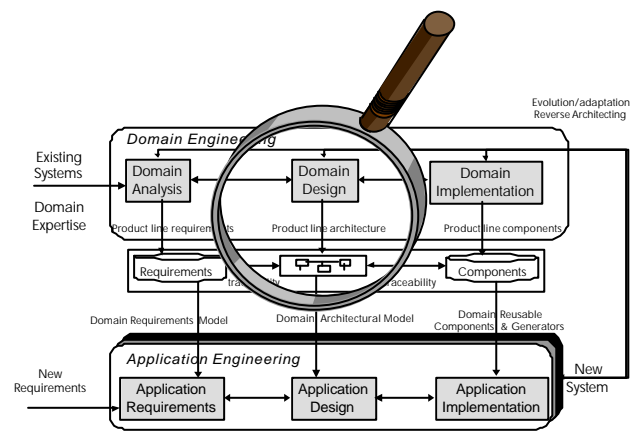 Evolution/adaptation
Reverse Architecting
Domain Engineering
Existing
Systems
Domain
Analysis
Domain
Design
Domain
Implementation
Domain
Expertise
Product line requirements
Product line architecture
Product line components
Requirements
Components
traceability
traceability
Domain Requirements Model
Domain Architectural Model
Domain Reusable
Components & Generators
Application Engineering
New
Requirements
Application
Requirements
Application
Design
Application
Implementation
New
System